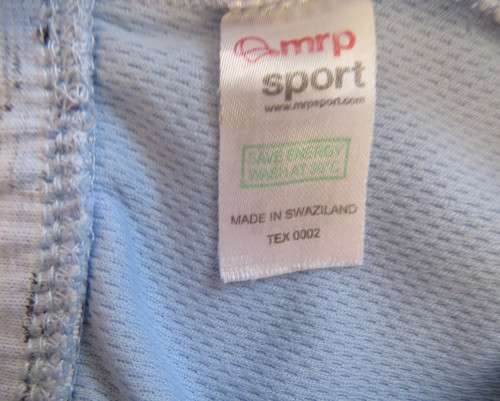 mrp
sport
www.mrpsport.com
SAVE ENERGY
WASH AT 30°C
MADE IN SWAZILAND
TEX 0002